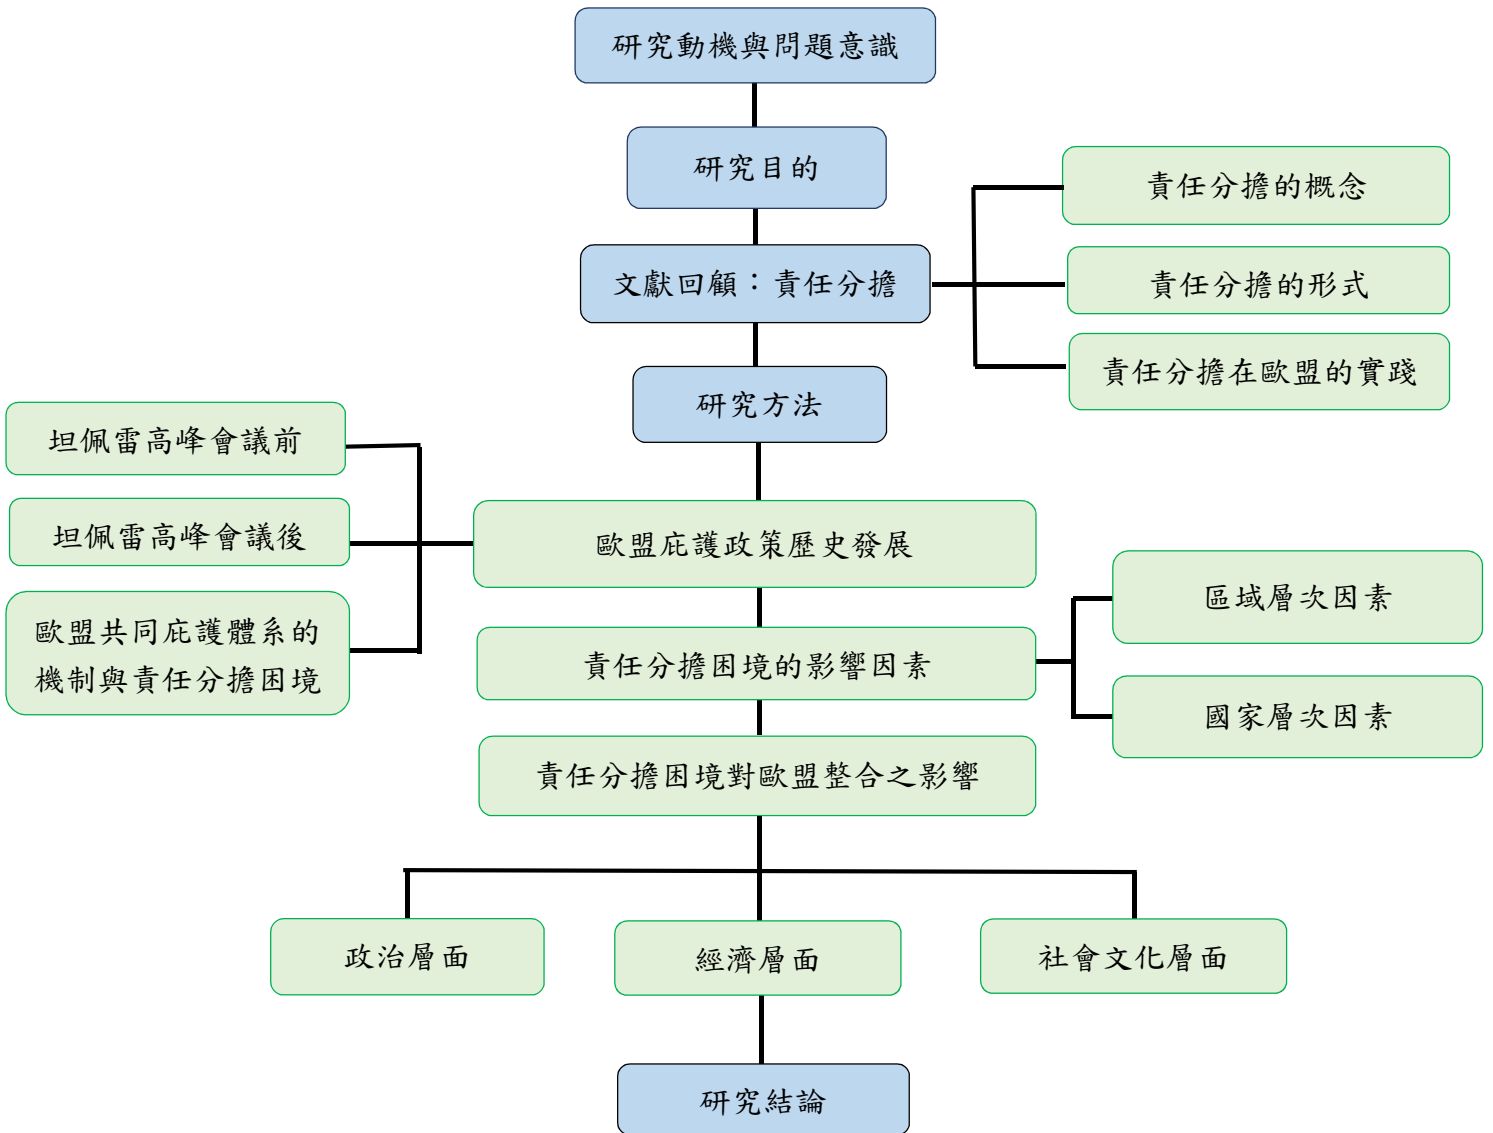 研究動機與問題意識
研究目的
責任分擔的概念
文獻回顧：責任分擔
責任分擔的形式
責任分擔在歐盟的實踐
研究方法
坦佩雷高峰會議前
坦佩雷高峰會議後
歐盟庇護政策歷史發展
歐盟共同庇護體系的
機制與責任分擔困境
區域層次因素
責任分擔困境的影響因素
國家層次因素
責任分擔困境對歐盟整合之影響
政治層面
經濟層面
社會文化層面
研究結論